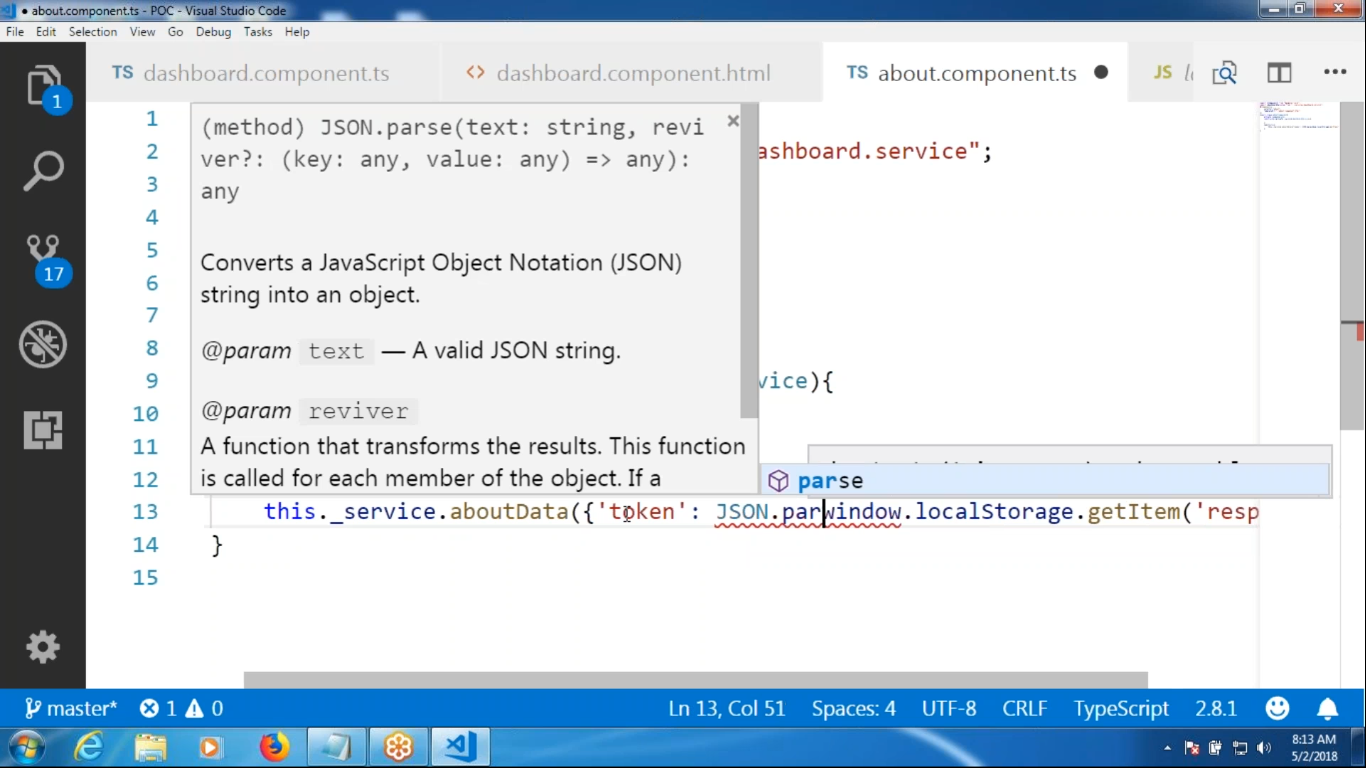 about.component.ts - POC - Visual Studio Code
File Edit Selection View Go Debug Tasks Help
TS dashboard.component.ts <> dashboard.component.html TS about.component.ts JS
1
1 (method) JSON.parse(text: string, revi
2 ver?: (key: any, value: any) => any): ashboard.service";
3 any
4
5 Converts a JavaScript Object Notation (JSON)
17
6 string into an object.
7
8 @param text — A valid JSON string.
9 vice){
10 @param reviver
11 A function that transforms the results. This function
12 is called for each member of the object. If a parse
13 this._service.aboutData({'token': JSON.parwindow.localStorage.getItem('resp
14 }
15
master* 1 0 Ln 13, Col 51 Spaces: 4 UTF-8 CRLF TypeScript 2.8.1
8:13 AM
5/2/2018